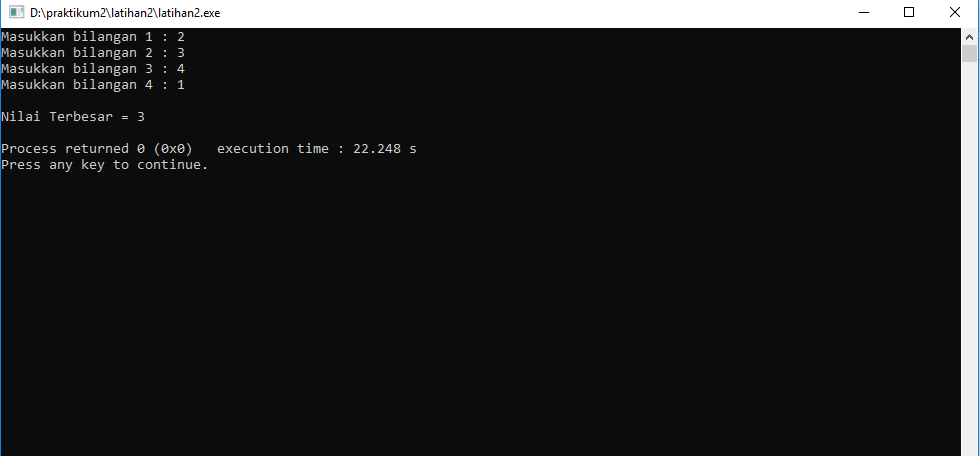 D:\praktikum2\latihan2\latihan2.exe
Masukkan bilangan 1 : 2
Masukkan bilangan 2 : 3
Masukkan bilangan 3 : 4
Masukkan bilangan 4 : 1
Nilai Terbesar = 3
Process returned 0 (0x0)   execution time : 22.248 s
Press any key to continue.